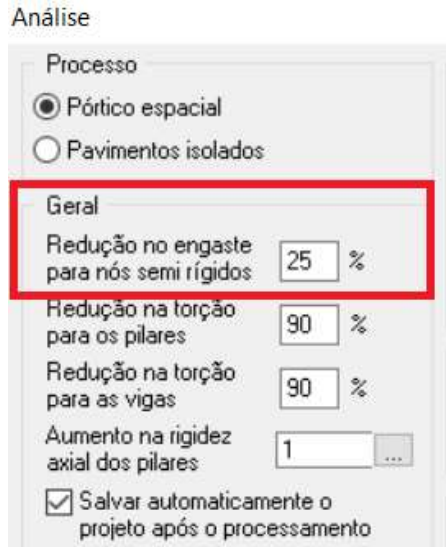 Análise
Processo
Pórtico espacial
Pavimentos isolados
Geral
Redução no engaste
para nós semi rígidos 25 %
Redução na torção
para os pilares 90 %
Redução na torção
para as vigas 90 %
Aumento na rigidez
axial dos pilares 1 ...
Salvar automaticamente o
projeto após o processamento